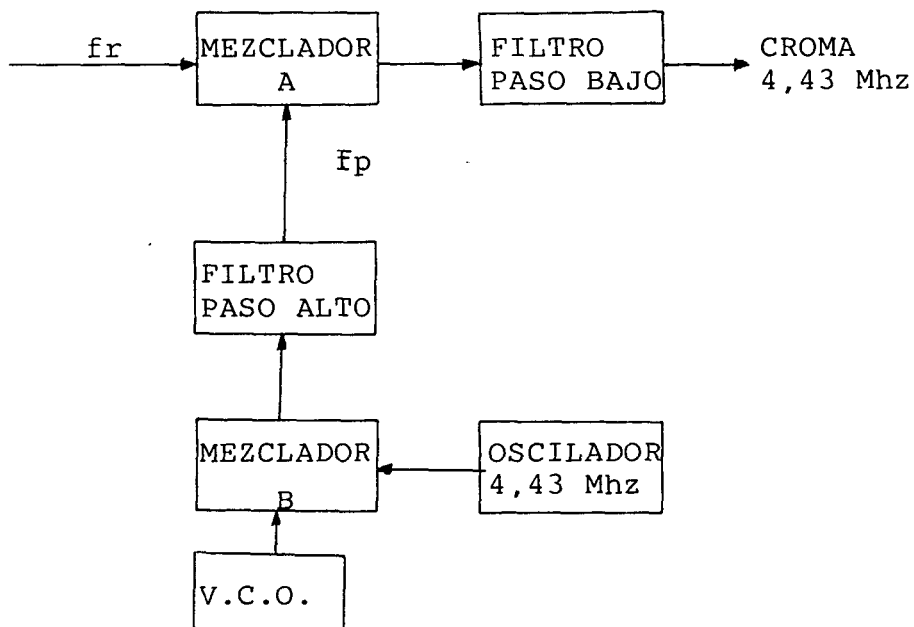 fr
MEZCLADOR
A
FILTRO
PASO BAJO
CROMA
4,43 Mhz
fp
FILTRO
PASO ALTO
MEZCLADOR
B
OSCILADOR
4,43 Mhz
V.C.O.